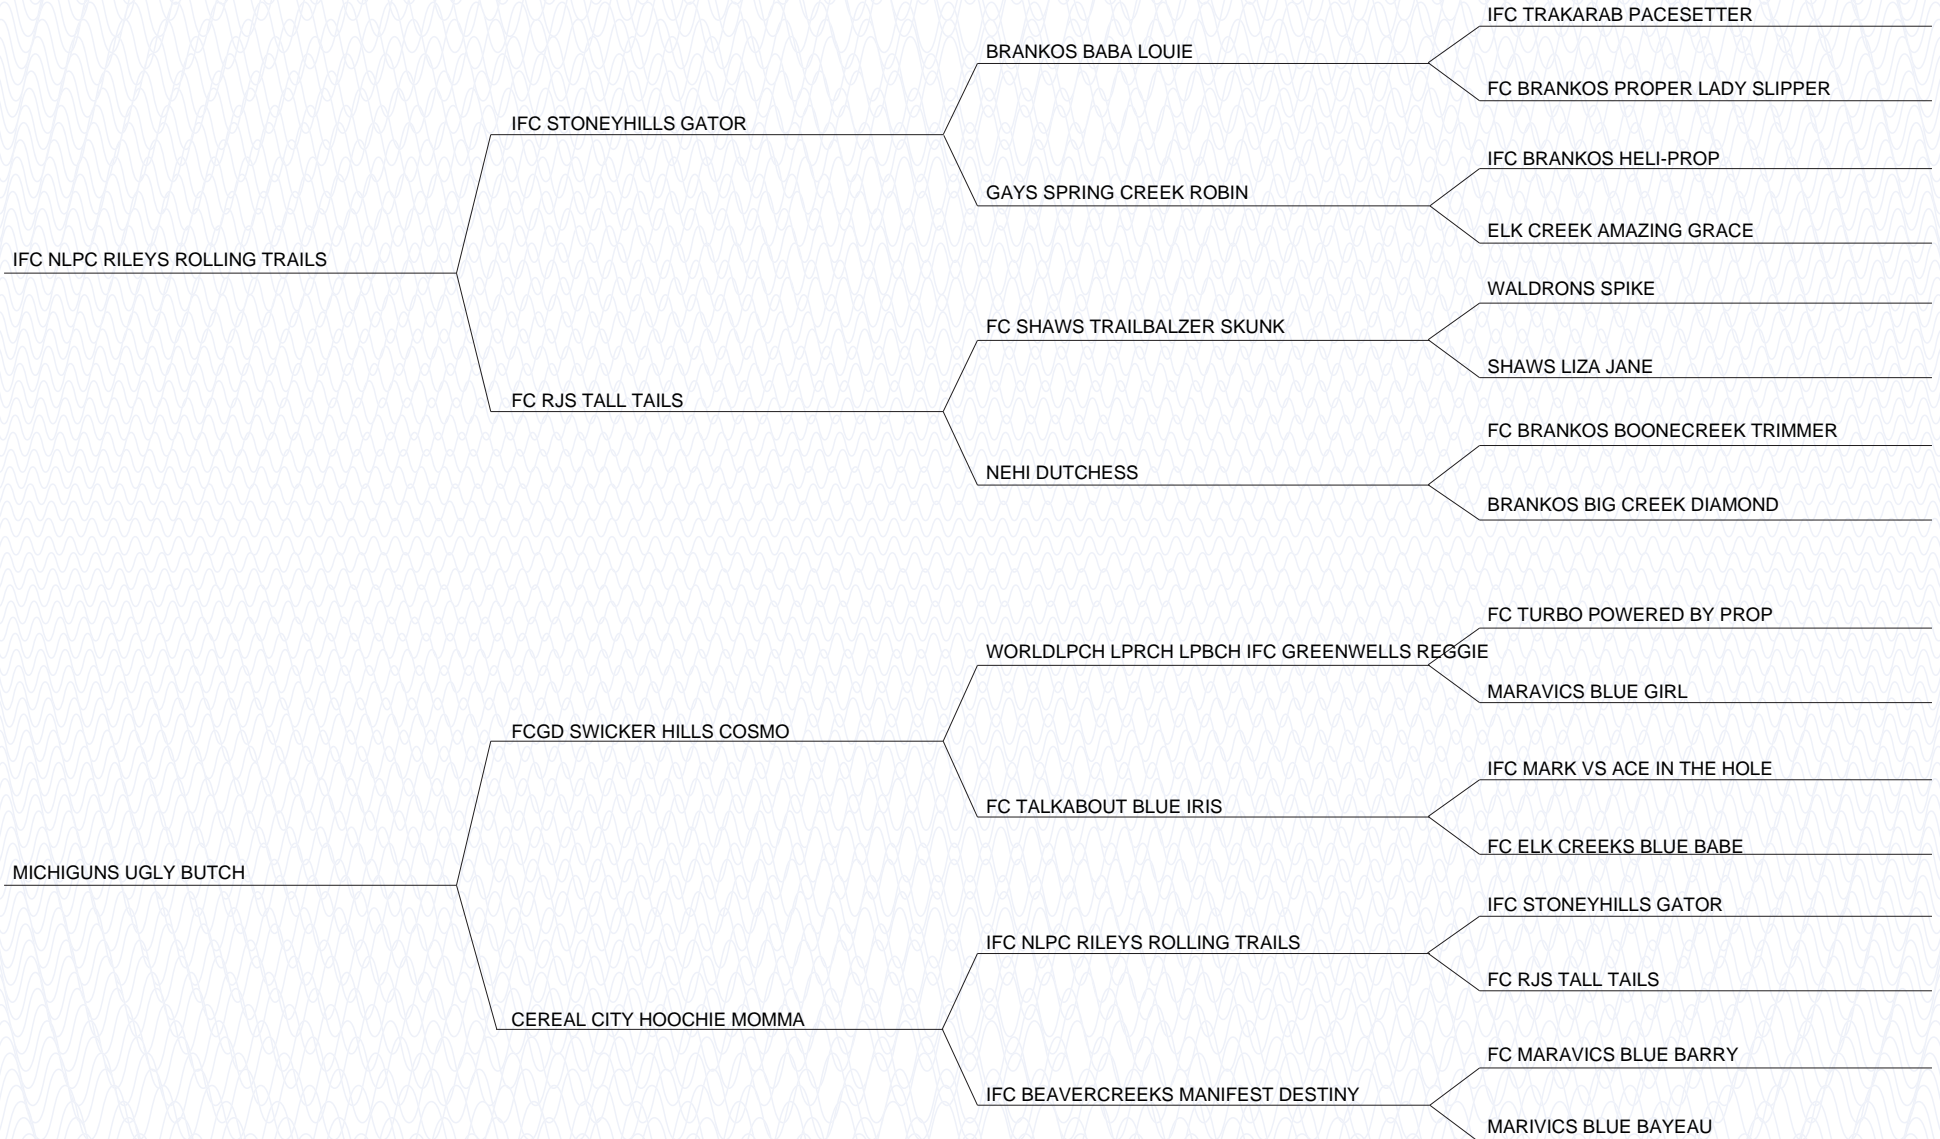 IFC TRAKARAB PACESETTER
BRANKOS BABA LOUIE
FC BRANKOS PROPER LADY SLIPPER
IFC STONEYHILLS GATOR
IFC BRANKOS HELI-PROP
GAYS SPRING CREEK ROBIN
ELK CREEK AMAZING GRACE
IFC NLPC RILEYS ROLLING TRAILS
WALDRONS SPIKE
FC SHAWS TRAILBALZER SKUNK
SHAWS LIZA JANE
FC RJS TALL TAILS
FC BRANKOS BOONECREEK TRIMMER
NEHI DUTCHESS
BRANKOS BIG CREEK DIAMOND
FC TURBO POWERED BY PROP
WORLDLPCH LPRCH LPBCH IFC GREENWELLS REGGIE
MARAVICS BLUE GIRL
FCGD SWICKER HILLS COSMO
IFC MARK VS ACE IN THE HOLE
FC TALKABOUT BLUE IRIS
FC ELK CREEKS BLUE BABE
MICHIGUNS UGLY BUTCH
IFC STONEYHILLS GATOR
IFC NLPC RILEYS ROLLING TRAILS
FC RJS TALL TAILS
CEREAL CITY HOOCHIE MOMMA
FC MARAVICS BLUE BARRY
IFC BEAVERCREEKS MANIFEST DESTINY
MARIVICS BLUE BAYEAU